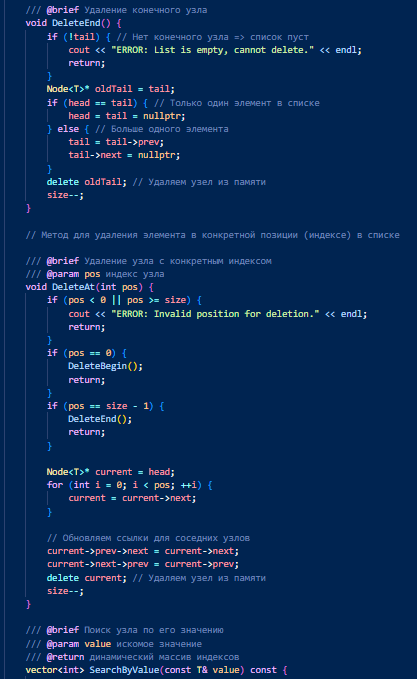 /// @brief Удаление конечного узла
void DeleteEnd() {
if (!tail) { // Нет конечного узла => список пуст
cout << "ERROR: List is empty, cannot delete." << endl;
return;
}
Node<T>* oldTail = tail;
if (head == tail) { // Только один элемент в списке
head = tail = nullptr;
} else { // Больше одного элемента
tail = tail->prev;
tail->next = nullptr;
}
delete oldTail; // Удаляем узел из памяти
size--;
}
// Метод для удаления элемента в конкретной позиции (индексе) в списке
/// @brief Удаление узла с конкретным индексом
/// @param pos индекс узла
void DeleteAt(int pos) {
if (pos < 0 || pos >= size) {
cout << "ERROR: Invalid position for deletion." << endl;
return;
}
if (pos == 0) {
DeleteBegin();
return;
}
if (pos == size - 1) {
DeleteEnd();
return;
}
Node<T>* current = head;
for (int i = 0; i < pos; ++i) {
current = current->next;
}
// Обновляем ссылки для соседних узлов
current->prev->next = current->next;
current->next->prev = current->prev;
delete current; // Удаляем узел из памяти
size--;
}
/// @brief Поиск узла по его значению
/// @param value искомое значение
/// @return динамический массив индексов
vector<int> SearchByValue(const T& value) const {